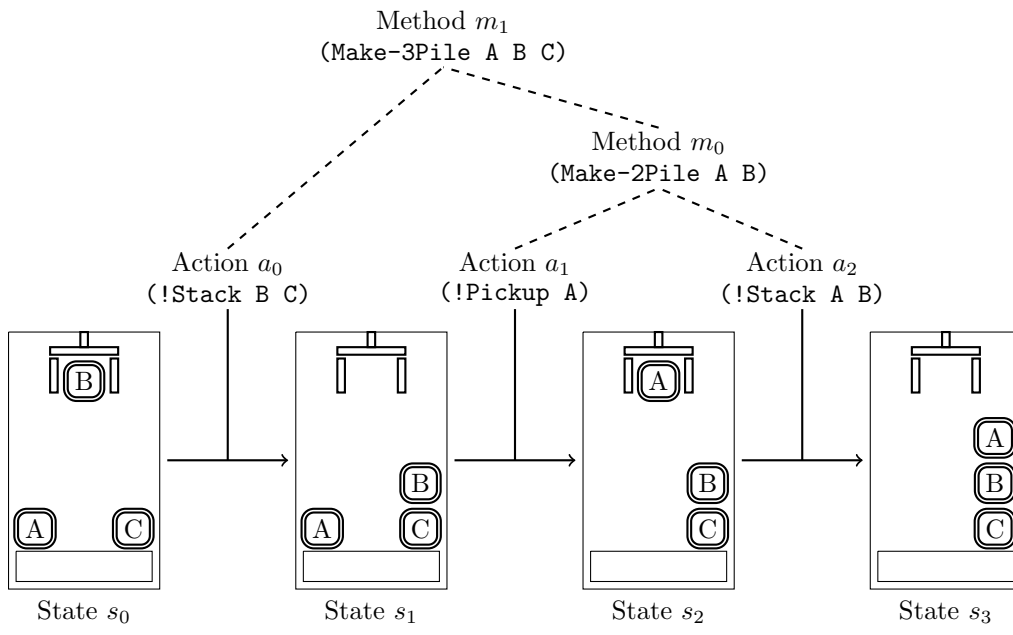 Method m₁
(Make-3Pile A B C)
Method m₀
(Make-2Pile A B)
Action a₀
(!Stack B C)
Action a₁
(!Pickup A)
Action a₂
(!Stack A B)
B
A
C
State s₀
B
A
C
State s₁
A
B
C
State s₂
A
B
C
State s₃